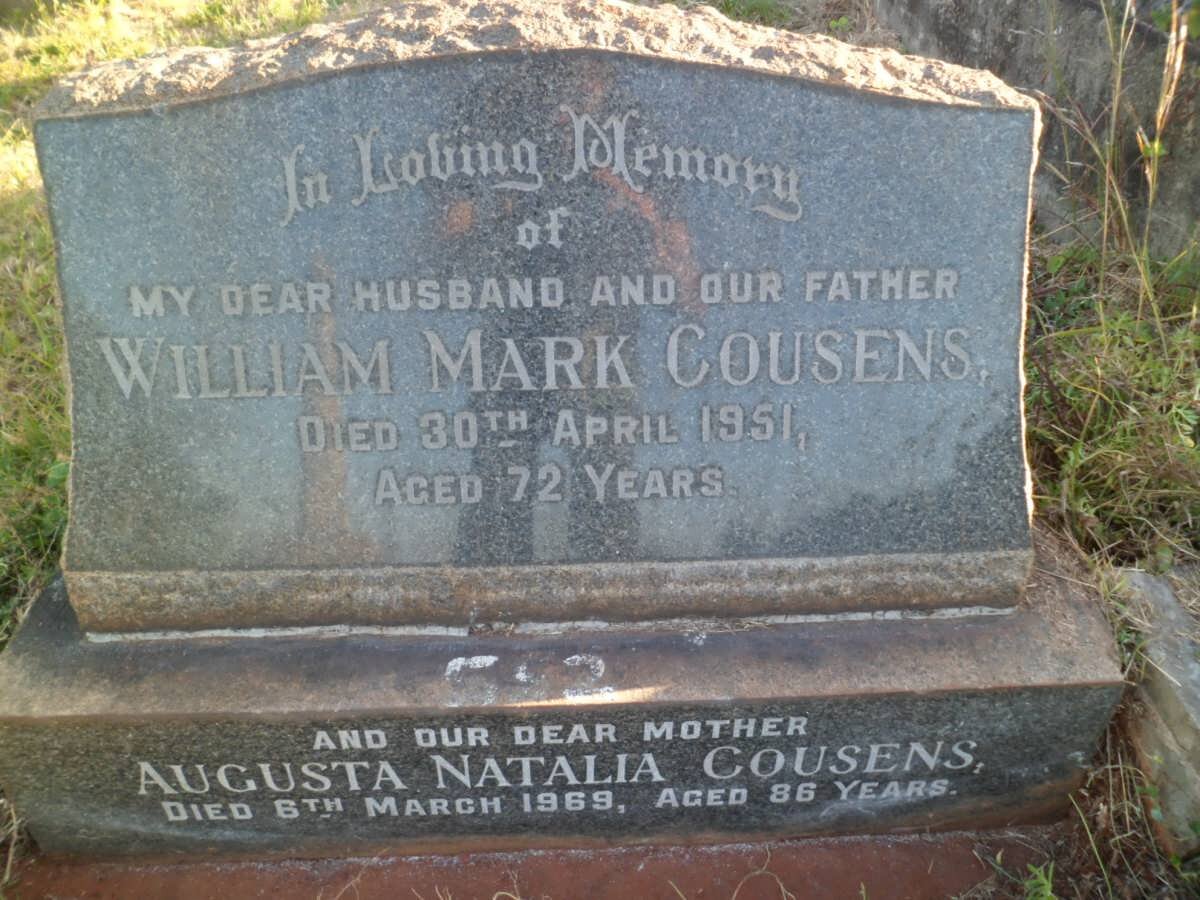 In Loving Memory
of
MY DEAR HUSBAND AND OUR FATHER
WILLIAM MARK COUSENS,
DIED 30TH APRIL 1951,
AGED 72 YEARS.
AND OUR DEAR MOTHER
AUGUSTA NATALIA COUSENS,
DIED 6TH MARCH 1969, AGED 86 YEARS.